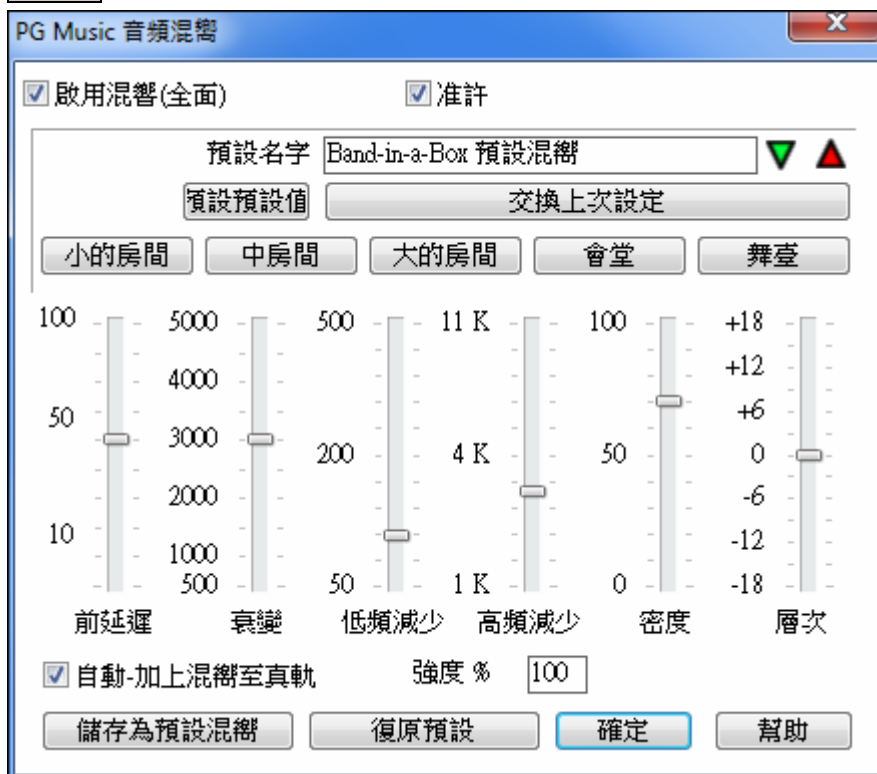 PG Music 音頻混響
啟用混響(全面) 准許
預設名字 Band-in-a-Box 預設混響
預設預設值 交換上次設定
小的房間 中房間 大的房間 會堂 舞臺
100 5000 500 11 K 100 +18
4000 +12
50 +6
3000 200 4 K 50 0
2000 -6
10 -12
1000
500 50 1 K 0 -18
前延遲 衰變 低頻減少 高頻減少 密度 層次
自動-加上混響至真軌 強度 % 100
儲存為預設混響 復原預設 確定 幫助